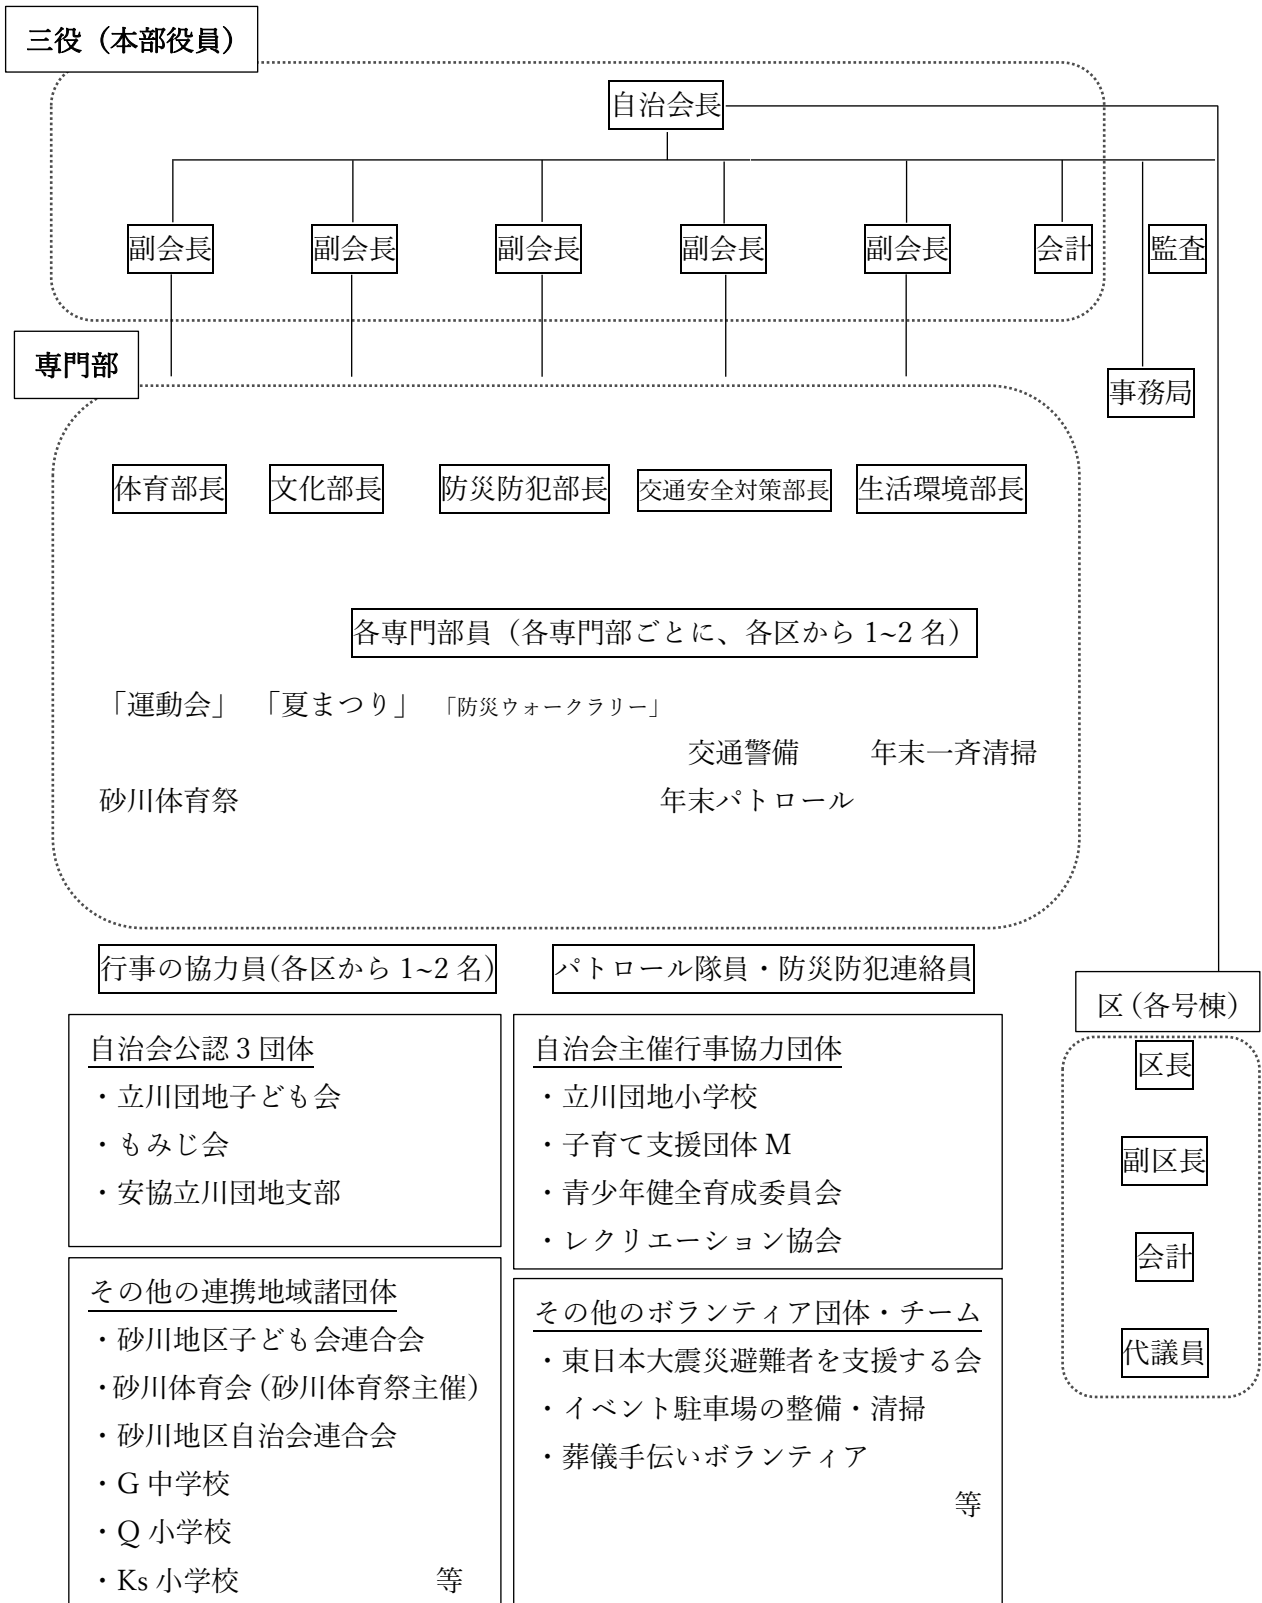 三役（本部役員）
自治会長
副会長
副会長
副会長
副会長
副会長
会計
監査
専門部
事務局
体育部長
文化部長
防災防犯部長
交通安全対策部長
生活環境部長
各専門部員（各専門部ごとに、各区から 1~2 名）
「運動会」
「夏まつり」
「防災ウォークラリー」
交通警備
年末一斉清掃
砂川体育祭
年末パトロール
行事の協力員(各区から 1~2 名)
パトロール隊員・防災防犯連絡員
自治会公認 3 団体
・立川団地子ども会
・もみじ会
・安協立川団地支部
自治会主催行事協力団体
・立川団地小学校
・子育て支援団体 M
・青少年健全育成委員会
・レクリエーション協会
その他の連携地域諸団体
・砂川地区子ども会連合会
・砂川体育会(砂川体育祭主催)
・砂川地区自治会連合会
・G 中学校
・Q 小学校
・Ks 小学校 等
その他のボランティア団体・チーム
・東日本大震災避難者を支援する会
・イベント駐車場の整備・清掃
・葬儀手伝いボランティア
等
区(各号棟)
区長
副区長
会計
代議員